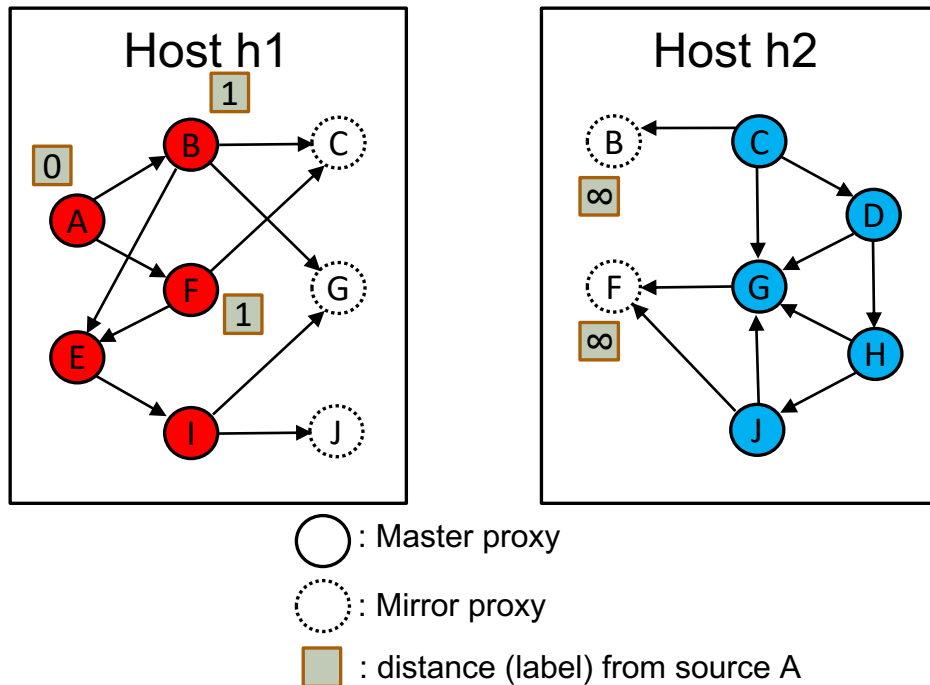 Host h1
1
B
C
0
A
F
G
1
E
I
J
Host h2
B
C
∞
D
F
G
∞
H
J
: Master proxy
: Mirror proxy
: distance (label) from source A